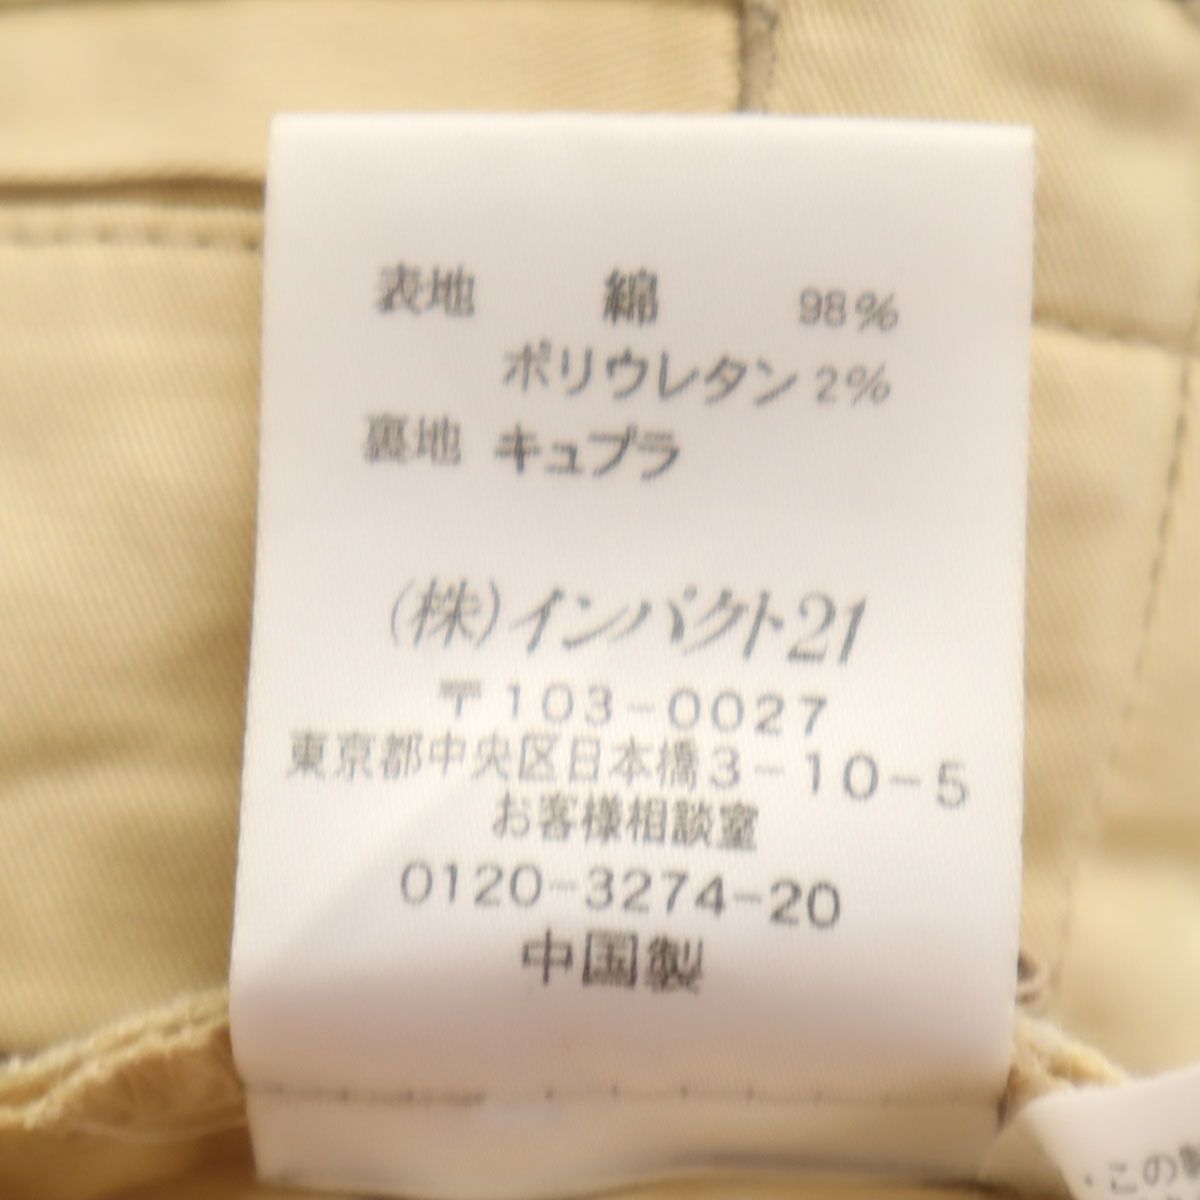 表地 綿 98%
ポリウレタン 2%
裏地 キュプラ
(株)インパクト21
〒103-0027
東京都中央区日本橋3-10-5
お客様相談室
0120-3274-20
中国製
・この